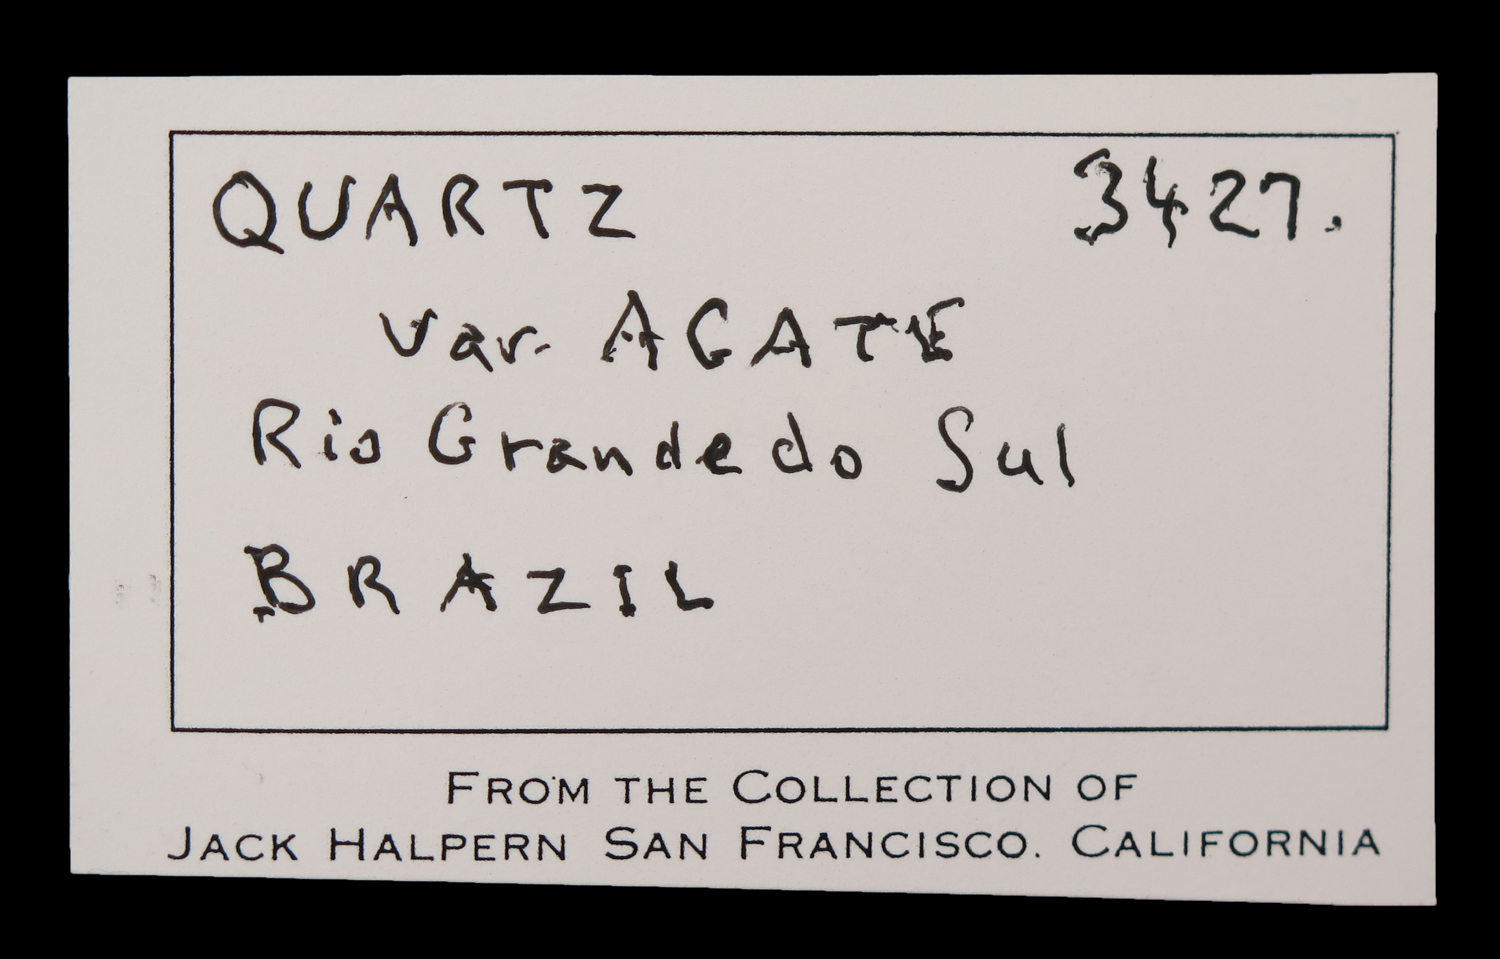 QUARTZ 3427.
var. AGATE
Rio Grande do Sul
BRAZIL
FROM THE COLLECTION OF
JACK HALPERN SAN FRANCISCO. CALIFORNIA